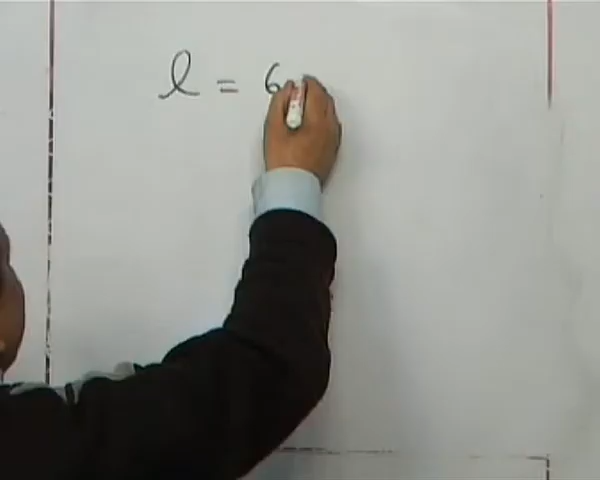 ℓ = 6